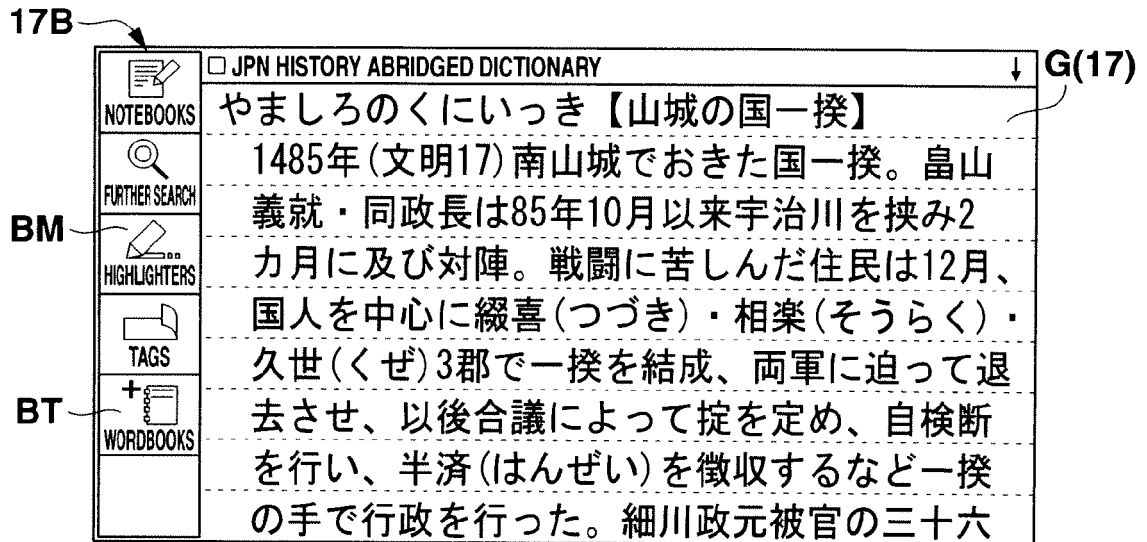 17B
NOTEBOOKS
FURTHER SEARCH
BM
HIGHLIGHTERS
TAGS
BT
WORDBOOKS
□ JPN HISTORY ABRIDGED DICTIONARY ↓
G(17)
やましろのくにいっき【山城の国一揆】
1485年(文明17)南山城でおきた国一揆。畠山
義就・同政長は85年10月以来宇治川を挟み2
カ月に及び対陣。戦闘に苦しんだ住民は12月、
国人を中心に綴喜(つづき)・相楽(そうらく)・
久世(くぜ)3郡で一揆を結成、両軍に迫って退
去させ、以後合議によって掟を定め、自検断
を行い、半済(はんぜい)を徴収するなど一揆
の手で行政を行った。細川政元被官の三十六